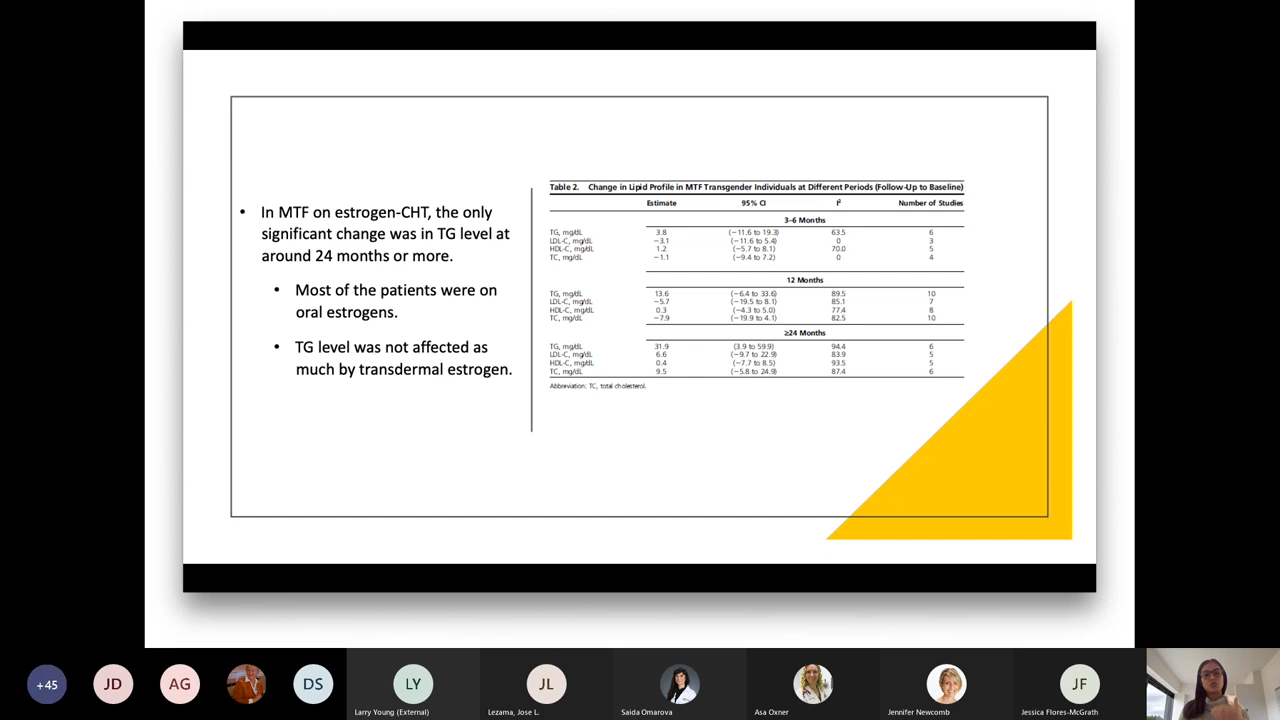 • In MTF on estrogen-CHT, the only
significant change was in TG level at
around 24 months or more.
• Most of the patients were on
oral estrogens.
• TG level was not affected as
much by transdermal estrogen.
Table 2. Change in Lipid Profile in MTF Transgender Individuals at Different Periods (Follow-Up to Baseline)
Estimate 95% CI I² Number of Studies
3–6 Months
TG, mg/dL 3.8 (−11.6 to 19.3) 63.5 6
LDL-C, mg/dL −3.1 (−11.6 to 5.4) 0 3
HDL-C, mg/dL 1.2 (−5.7 to 8.1) 70.0 5
TC, mg/dL −1.1 (−9.4 to 7.2) 0 4
12 Months
TG, mg/dL 13.6 (−6.4 to 33.6) 89.5 10
LDL-C, mg/dL −5.7 (−19.5 to 8.1) 85.1 7
HDL-C, mg/dL 0.3 (−4.3 to 5.0) 77.4 8
TC, mg/dL −7.9 (−19.9 to 4.1) 82.5 10
≥24 Months
TG, mg/dL 31.9 (3.9 to 59.9) 94.4 6
LDL-C, mg/dL 6.6 (−9.7 to 22.9) 83.9 5
HDL-C, mg/dL 0.4 (−7.7 to 8.5) 93.5 5
TC, mg/dL 9.5 (−5.8 to 24.9) 87.4 6
Abbreviation: TC, total cholesterol.
+45 JD AG DS LY JL JF
Larry Young (External) Lezama, Jose L. Saida Omarova Asa Oxner Jennifer Newcomb Jessica Flores-McGrath